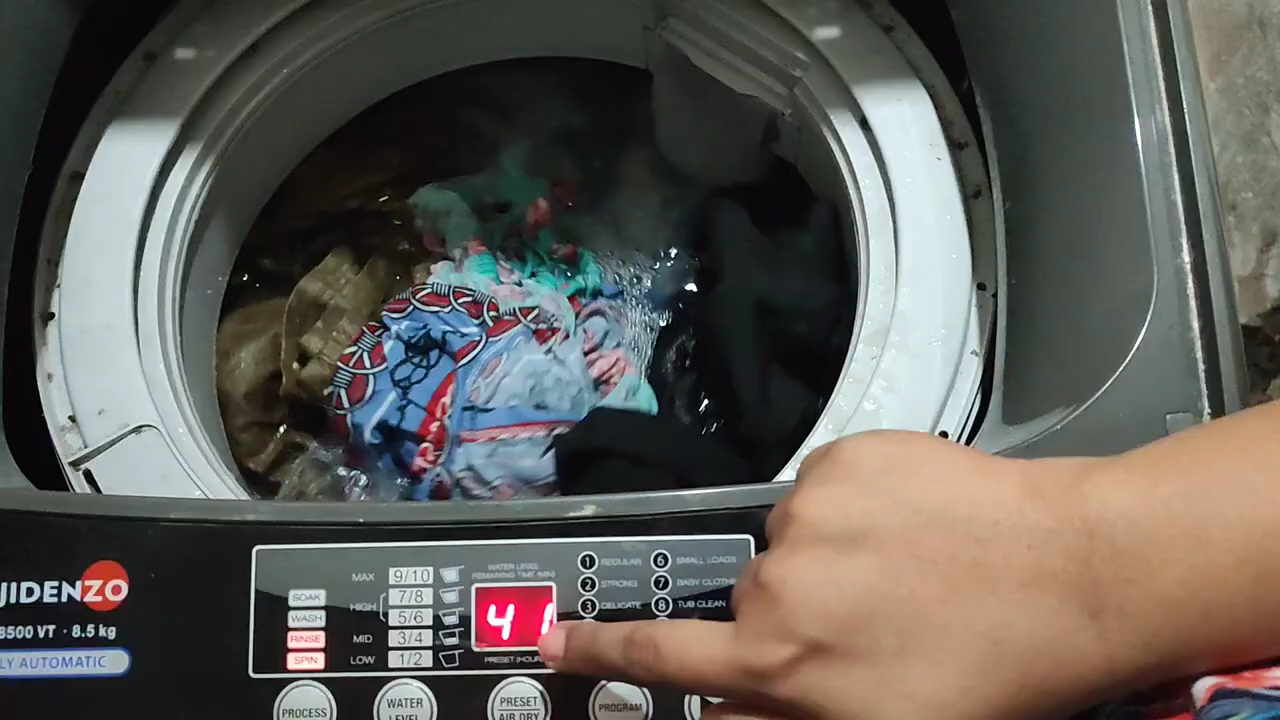 JIDENZO
8500 VT · 8.5 kg
LY AUTOMATIC
SOAK
WASH
RINSE
SPIN
MAX 9/10
HIGH 7/8
5/6
MID 3/4
LOW 1/2
WATER LEVEL
REMAINING TIME (MIN)
41
PRESET (HOUR
1 REGULAR
2 STRONG
3 DELICATE
6 SMALL LOADS
7 BABY CLOTHE
8 TUB CLEAN
PROCESS
WATER
LEVEL
PRESET
AIR DRY
PROGRAM